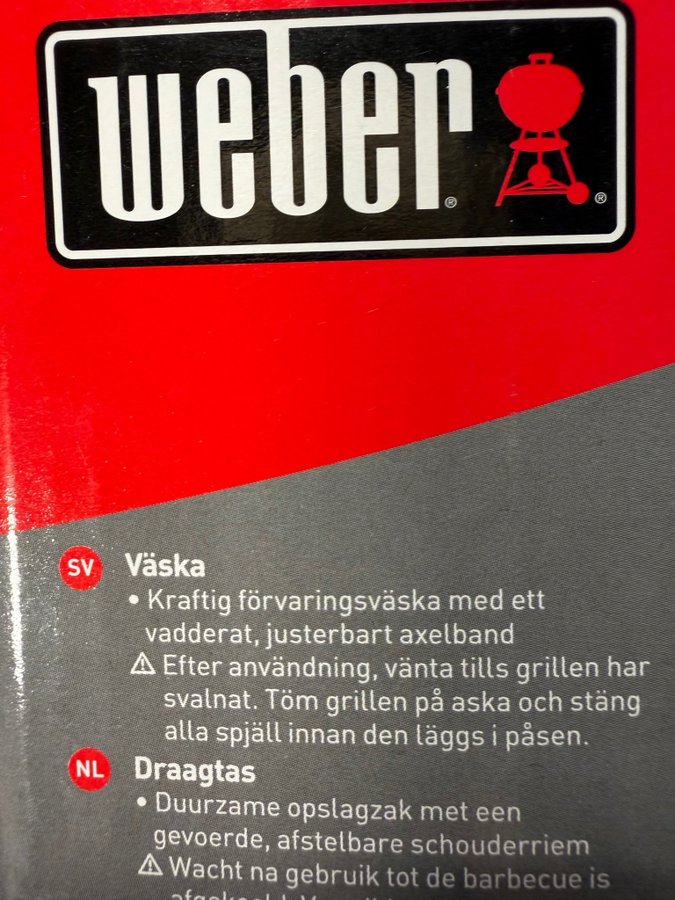 weber®
®
SV Väska
• Kraftig förvaringsväska med ett
vadderat, justerbart axelband
⚠ Efter användning, vänta tills grillen har
svalnat. Töm grillen på aska och stäng
alla spjäll innan den läggs i påsen.
NL Draagtas
• Duurzame opslagzak met een
gevoerde, afstelbare schouderriem
⚠ Wacht na gebruik tot de barbecue is